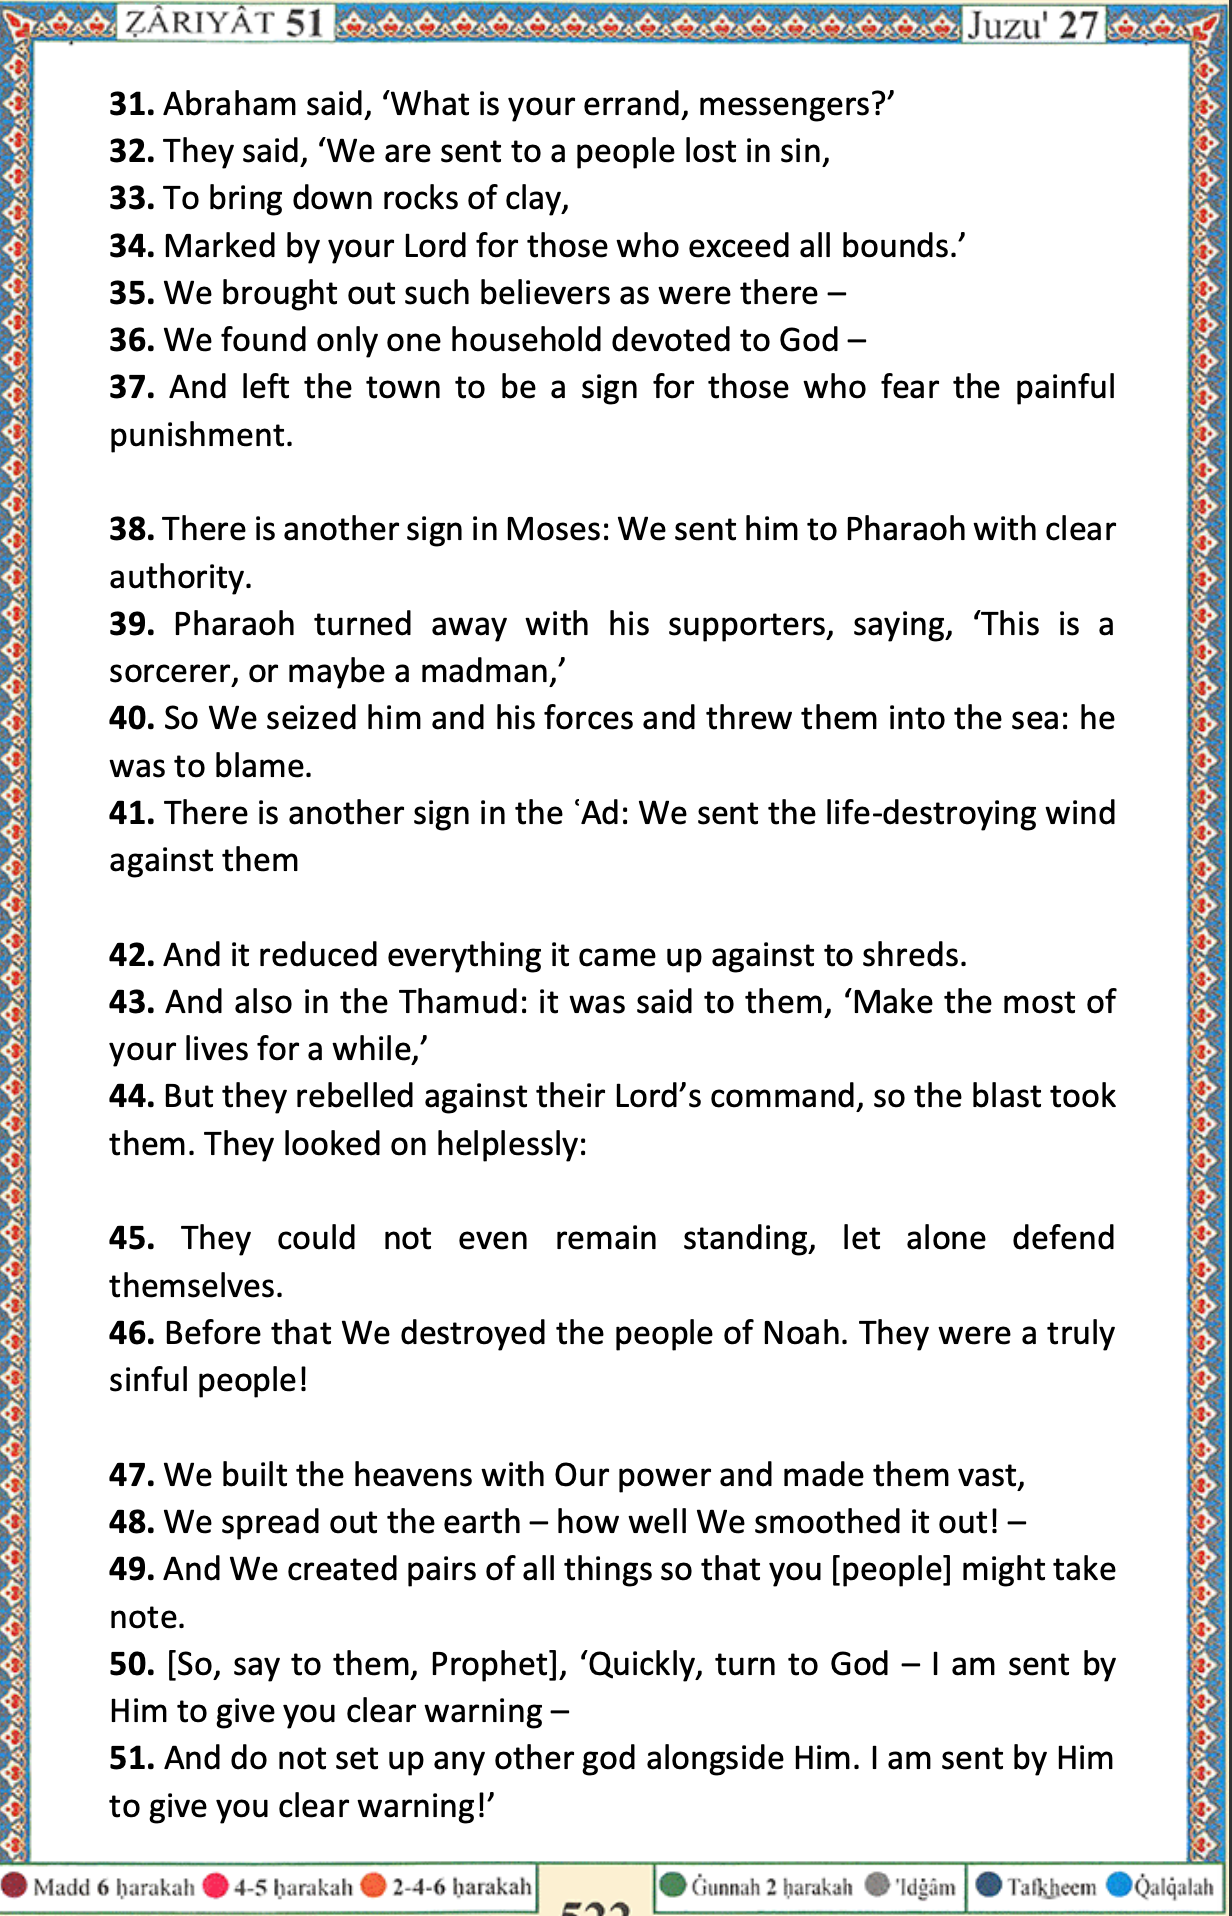 ẒÂRIYÂT 51
Juzu' 27
31. Abraham said, ‘What is your errand, messengers?’
32. They said, ‘We are sent to a people lost in sin,
33. To bring down rocks of clay,
34. Marked by your Lord for those who exceed all bounds.’
35. We brought out such believers as were there –
36. We found only one household devoted to God –
37. And left the town to be a sign for those who fear the painful
punishment.
38. There is another sign in Moses: We sent him to Pharaoh with clear
authority.
39. Pharaoh turned away with his supporters, saying, ‘This is a
sorcerer, or maybe a madman,’
40. So We seized him and his forces and threw them into the sea: he
was to blame.
41. There is another sign in the ʿAd: We sent the life-destroying wind
against them
42. And it reduced everything it came up against to shreds.
43. And also in the Thamud: it was said to them, ‘Make the most of
your lives for a while,’
44. But they rebelled against their Lord’s command, so the blast took
them. They looked on helplessly:
45. They could not even remain standing, let alone defend
themselves.
46. Before that We destroyed the people of Noah. They were a truly
sinful people!
47. We built the heavens with Our power and made them vast,
48. We spread out the earth – how well We smoothed it out! –
49. And We created pairs of all things so that you [people] might take
note.
50. [So, say to them, Prophet], ‘Quickly, turn to God – I am sent by
Him to give you clear warning –
51. And do not set up any other god alongside Him. I am sent by Him
to give you clear warning!’
Madd 6 ḥarakah 4-5 ḥarakah 2-4-6 ḥarakah
Ġunnah 2 ḥarakah 'Idġâm Tafkheem Qalqalah